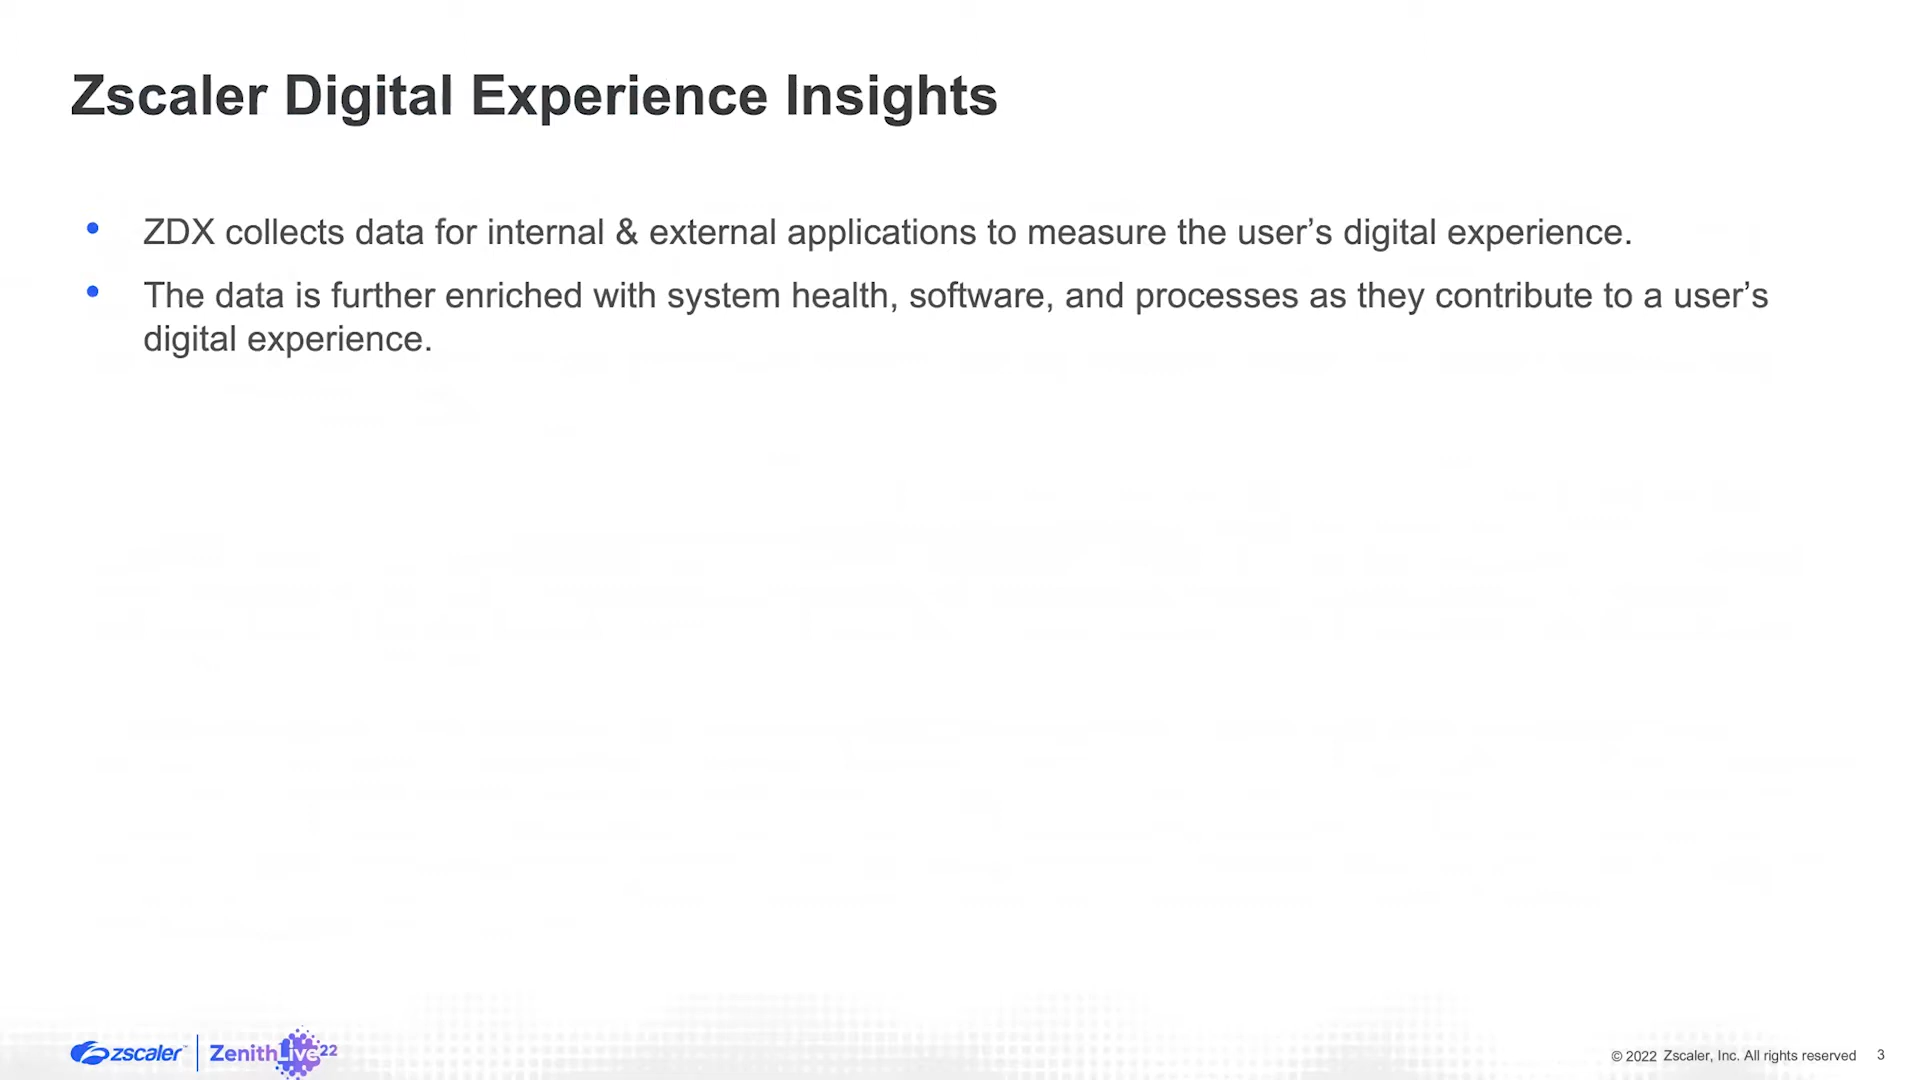 Zscaler Digital Experience Insights
• ZDX collects data for internal & external applications to measure the user’s digital experience.
• The data is further enriched with system health, software, and processes as they contribute to a user’s
digital experience.
zscaler™ | ZenithLive22
© 2022 Zscaler, Inc. All rights reserved 3